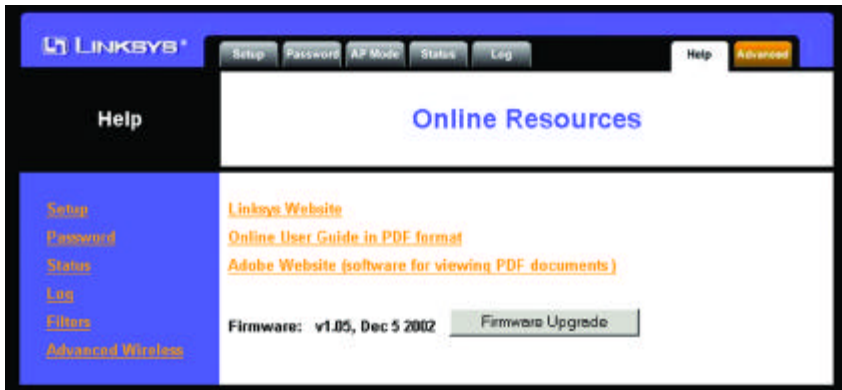 LINKSYS®
Setup Password AP Mode Status Log Help Advanced
Help
Online Resources
Setup
Password
Status
Log
Filters
Advanced Wireless
Linksys Website
Online User Guide in PDF format
Adobe Website (software for viewing PDF documents)
Firmware: v1.05, Dec 5 2002 Firmware Upgrade